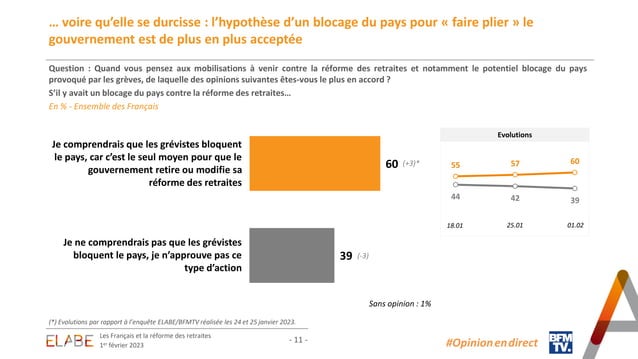 … voire qu’elle se durcisse : l’hypothèse d’un blocage du pays pour « faire plier » le
gouvernement est de plus en plus acceptée
Question : Quand vous pensez aux mobilisations à venir contre la réforme des retraites et notamment le potentiel blocage du pays
provoqué par les grèves, de laquelle des opinions suivantes êtes-vous le plus en accord ?
S’il y avait un blocage du pays contre la réforme des retraites…
En % - Ensemble des Français
Je comprendrais que les grévistes bloquent
le pays, car c’est le seul moyen pour que le
gouvernement retire ou modifie sa
réforme des retraites
60 (+3)*
Je ne comprendrais pas que les grévistes
bloquent le pays, je n’approuve pas ce
type d’action
39 (-3)
Evolutions
55 57 60
44 42 39
18.01 25.01 01.02
Sans opinion : 1%
(*) Evolutions par rapport à l’enquête ELABE/BFMTV réalisée les 24 et 25 janvier 2023.
ELABE
Les Français et la réforme des retraites
1er février 2023
- 11 -
#Opinionendirect
BFM
TV.